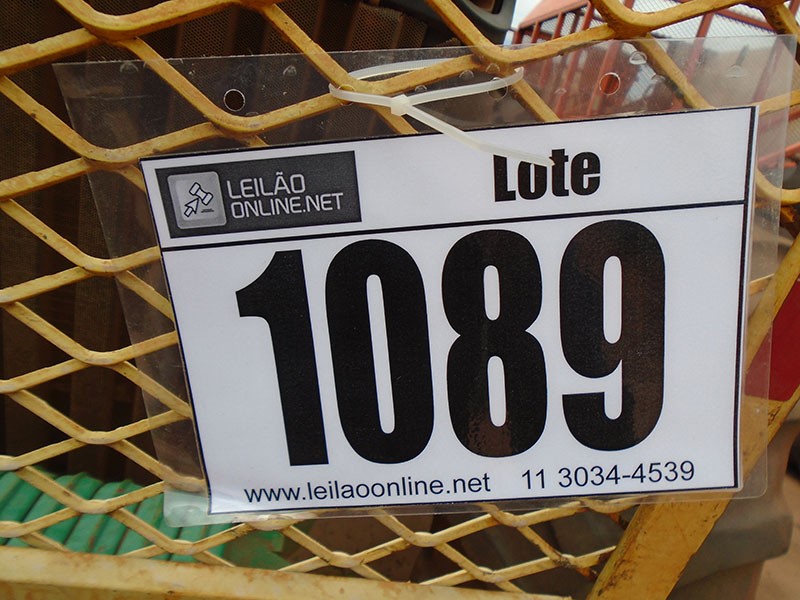 LEILÃO
ONLINE.NET
Lote
1089
www.leilaoonline.net 11 3034-4539